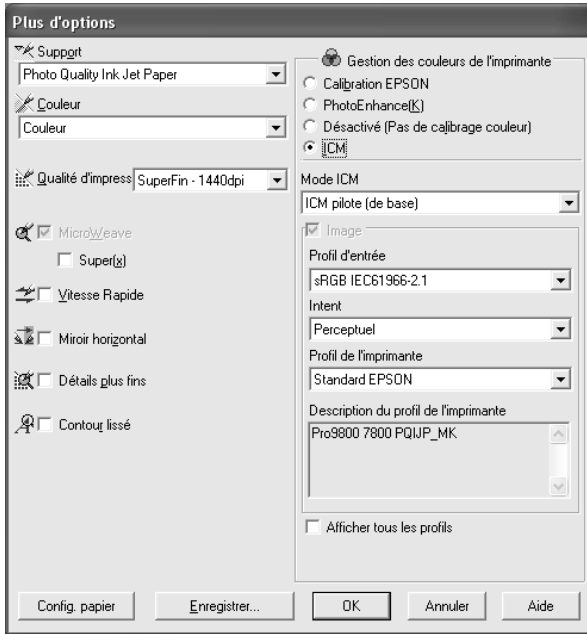 Plus d'options
Support
Photo Quality Ink Jet Paper
Couleur
Couleur
Qualité d'impress
SuperFin - 1440dpi
MicroWeave
Super(x)
Vitesse Rapide
Miroir horizontal
Détails plus fins
Contour lissé
Gestion des couleurs de l'imprimante
Calibration EPSON
PhotoEnhance(K)
Désactivé (Pas de calibrage couleur)
ICM
Mode ICM
ICM pilote (de base)
Image
Profil d'entrée
sRGB IEC61966-2.1
Intent
Perceptuel
Profil de l'imprimante
Standard EPSON
Description du profil de l'imprimante
Pro9800 7800 PQIJP_MK
Afficher tous les profils
Config. papier
Enregistrer...
OK
Annuler
Aide